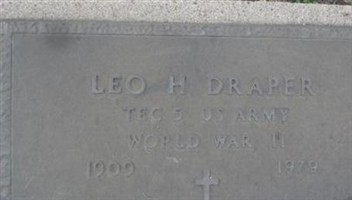 LEO H DRAPER
TEC 5 US ARMY
WORLD WAR II
1909 1979